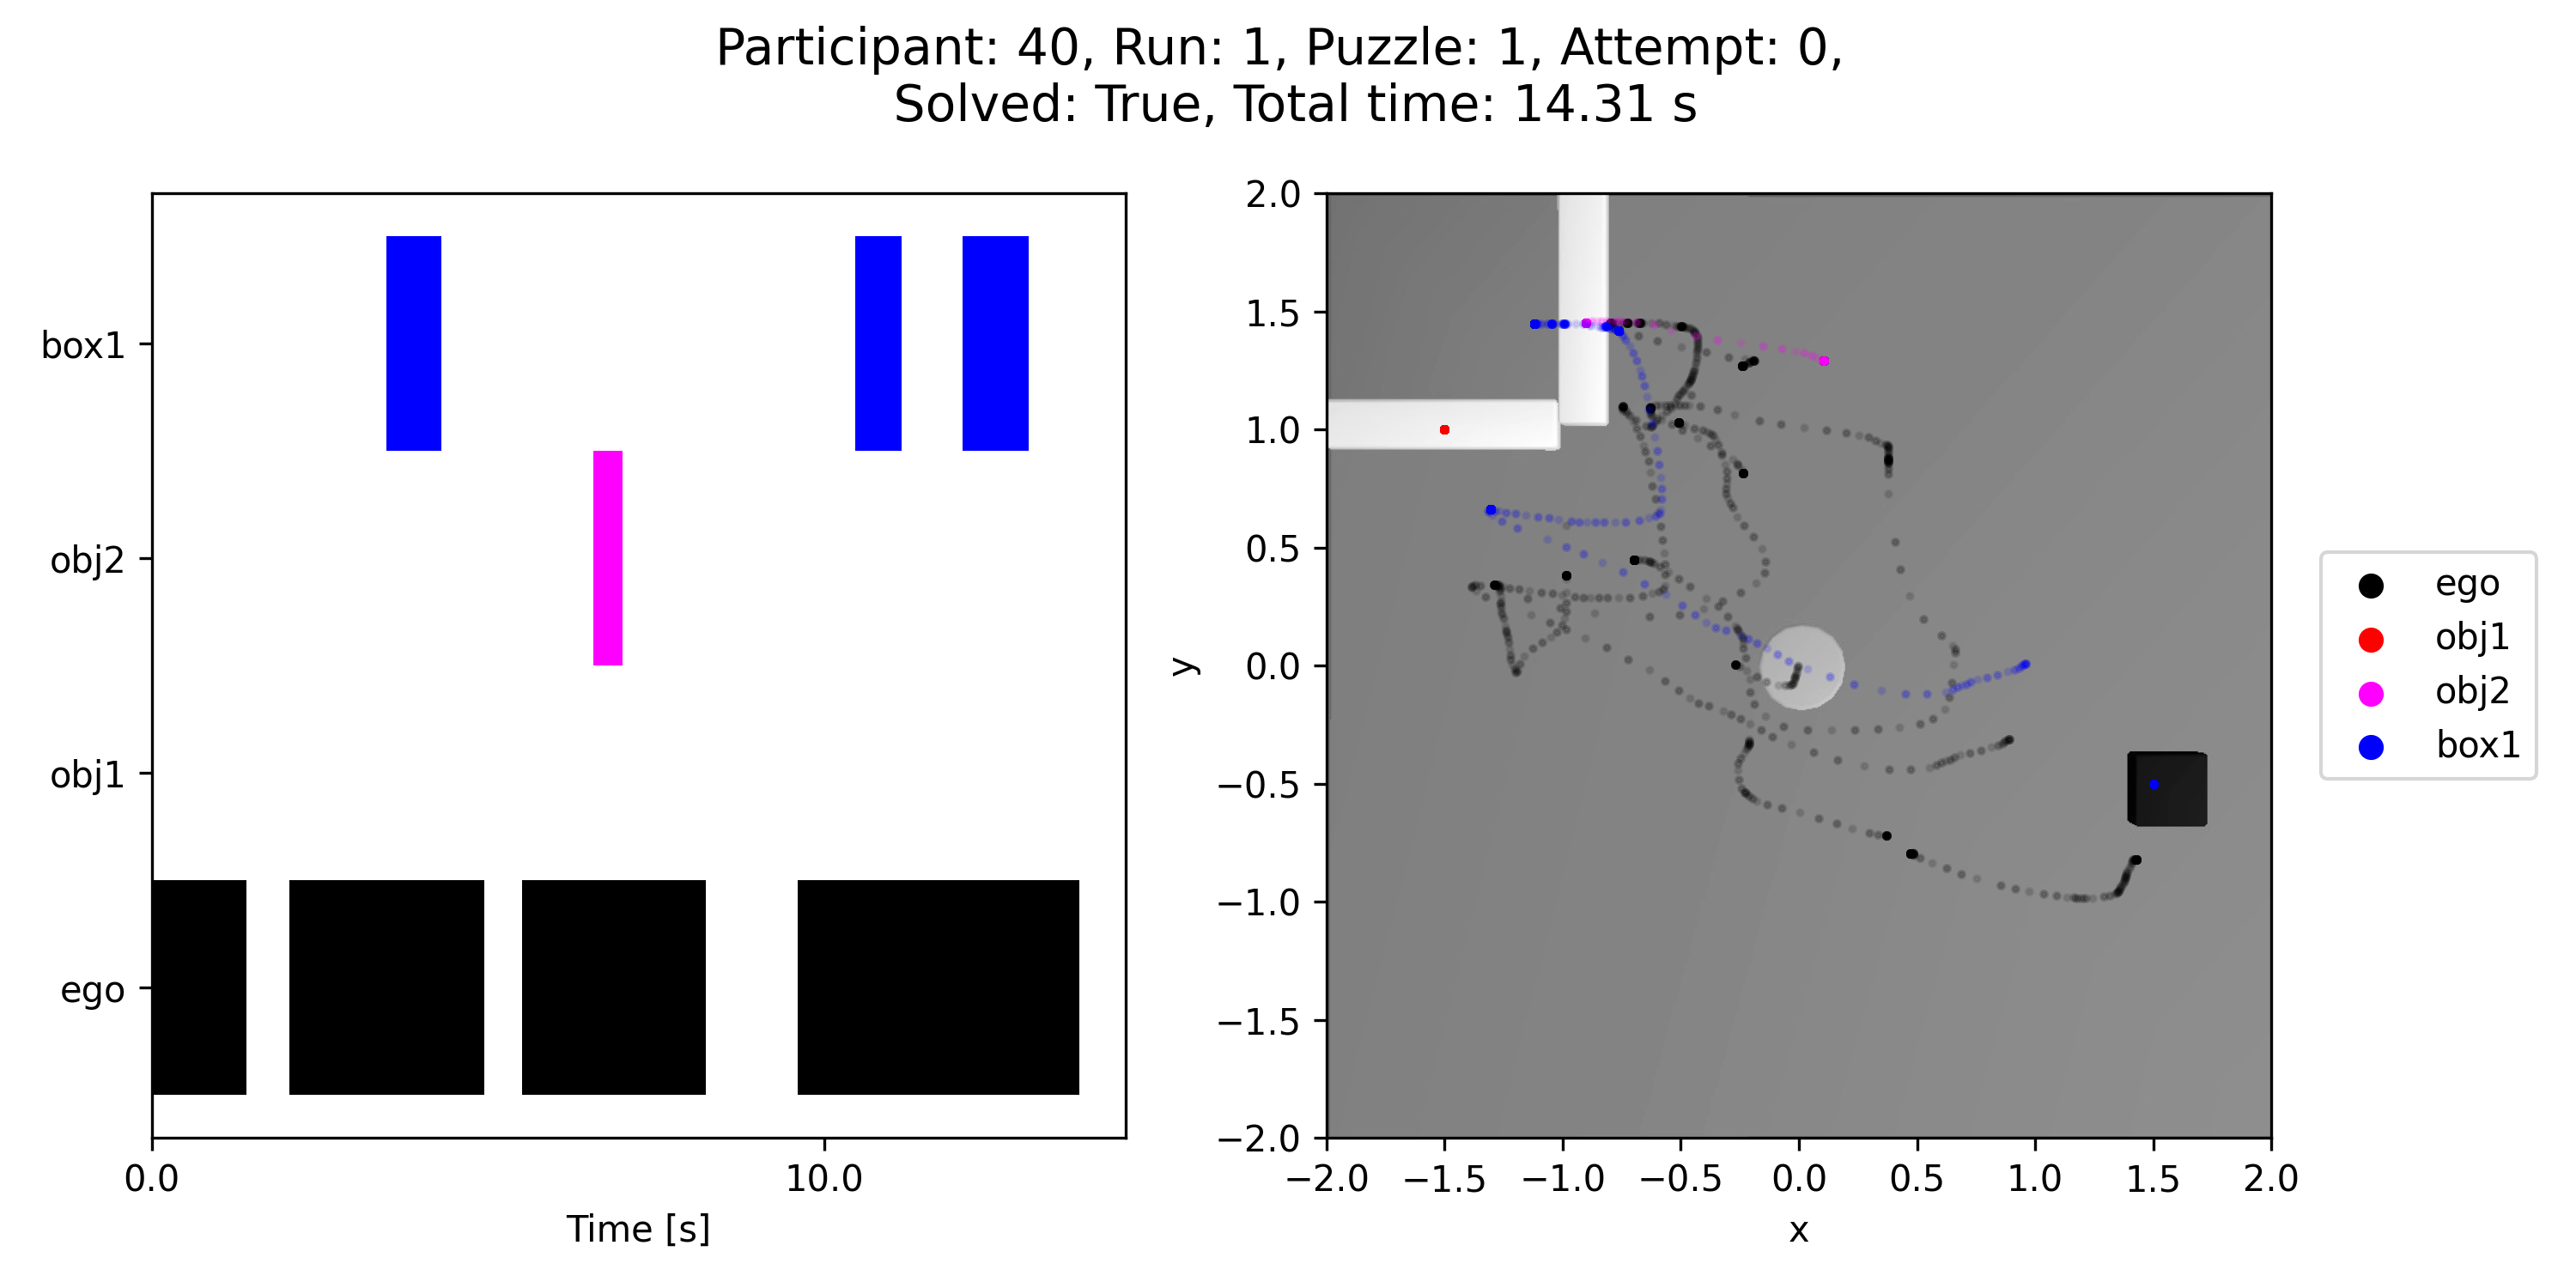 Participant: 40, Run: 1, Puzzle: 1, Attempt: 0,
Solved: True, Total time: 14.31 s
box1
obj2
obj1
ego
0.0
10.0
Time [s]
2.0
1.5
1.0
0.5
0.0
−0.5
−1.0
−1.5
−2.0
y
−2.0
−1.5
−1.0
−0.5
0.0
0.5
1.0
1.5
2.0
x
ego
obj1
obj2
box1